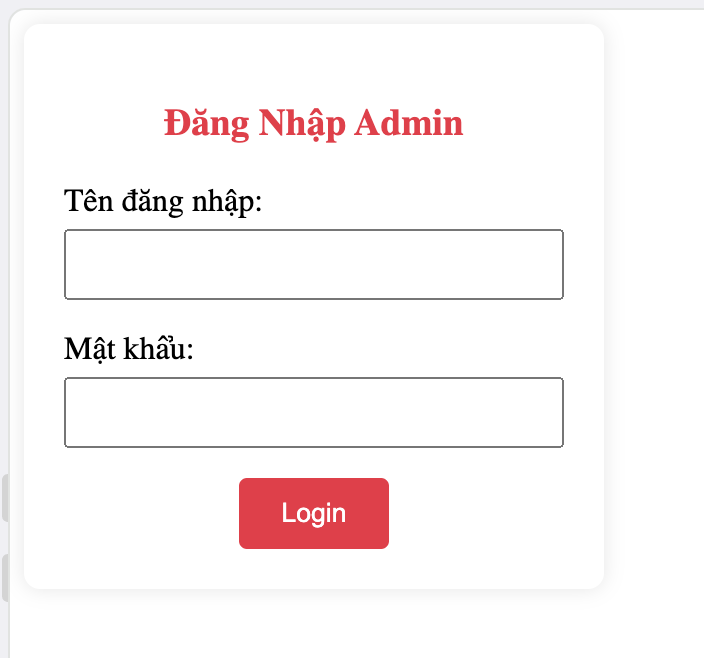 Đăng Nhập Admin
Tên đăng nhập:
Mật khẩu:
Login